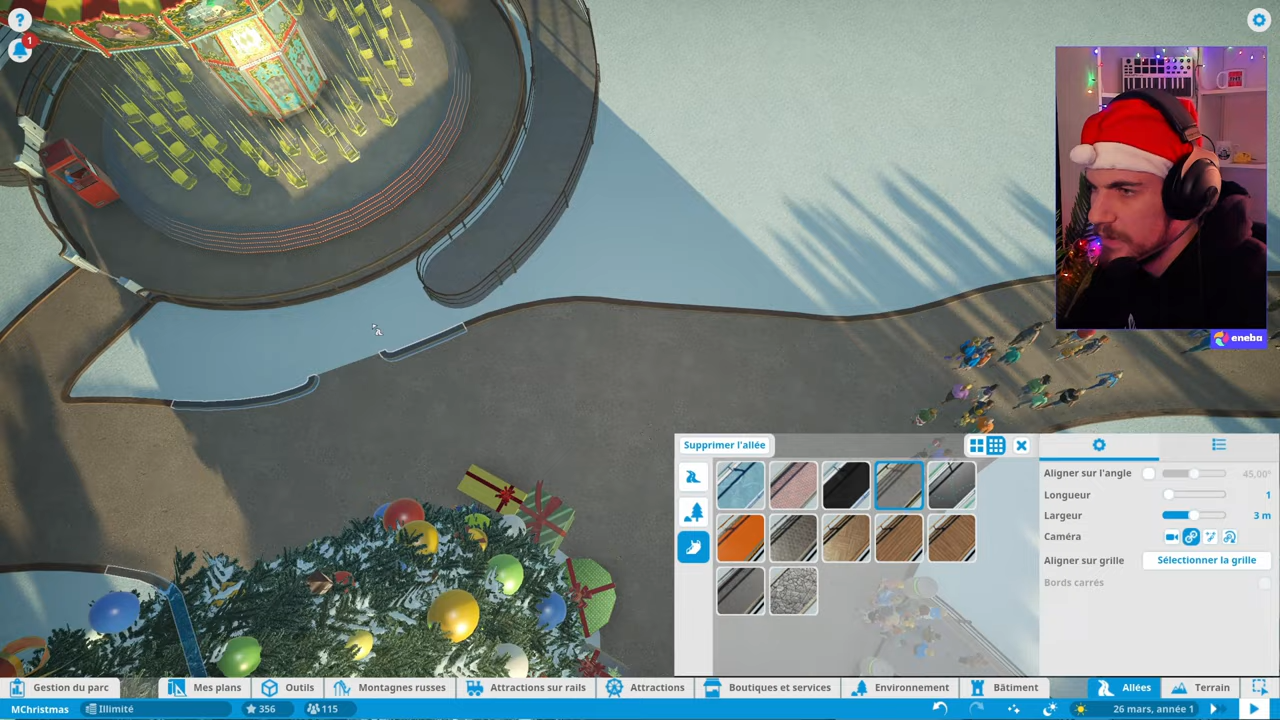 ?
1
eneba
Supprimer l'allée
Aligner sur l'angle
45,00°
Longueur
1
Largeur
3 m
Caméra
Aligner sur grille
Sélectionner la grille
Bords carrés
Gestion du parc
Mes plans
Outils
Montagnes russes
Attractions sur rails
Attractions
Boutiques et services
Environnement
Bâtiment
Allées
Terrain
MChristmas
Illimité
356
115
26 mars, année 1